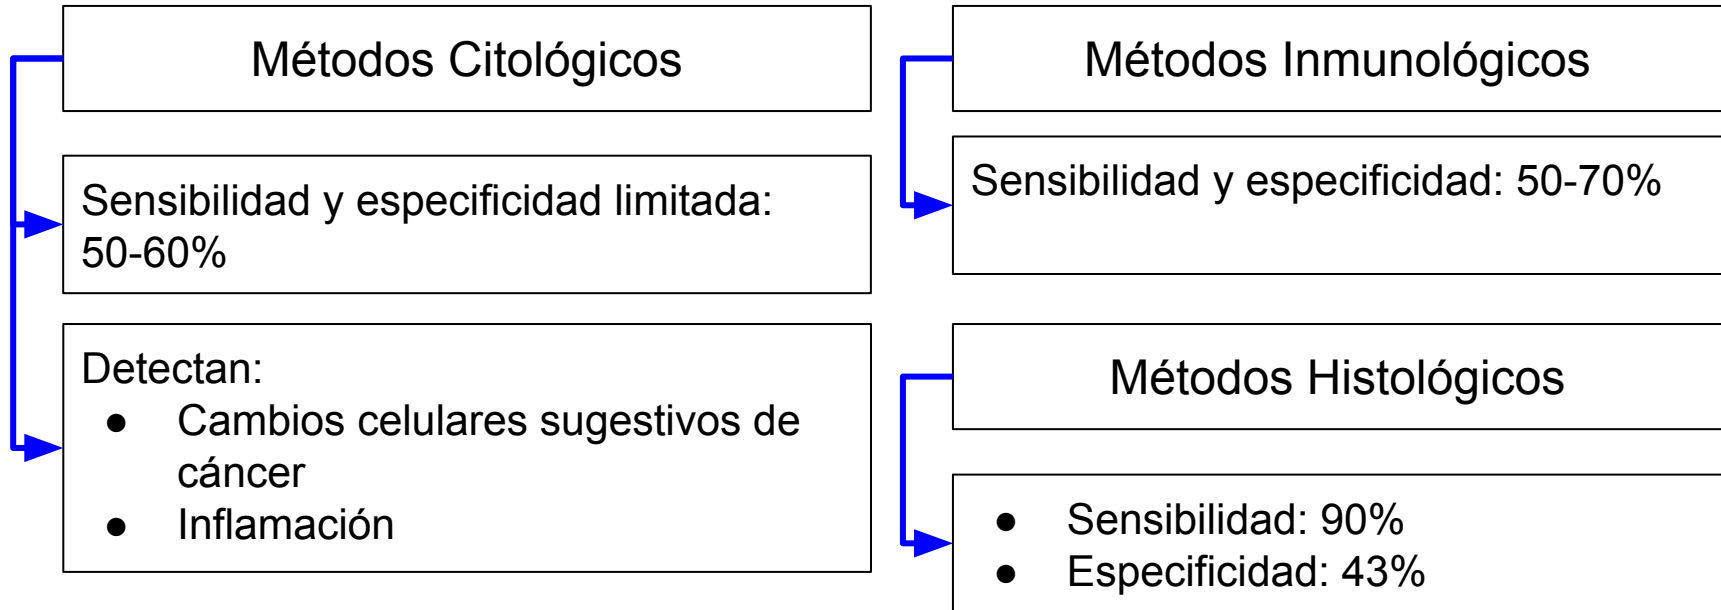 Métodos Citológicos
Sensibilidad y especificidad limitada:
50-60%
Detectan:
● Cambios celulares sugestivos de
cáncer
● Inflamación
Métodos Inmunológicos
Sensibilidad y especificidad: 50-70%
Métodos Histológicos
● Sensibilidad: 90%
● Especificidad: 43%